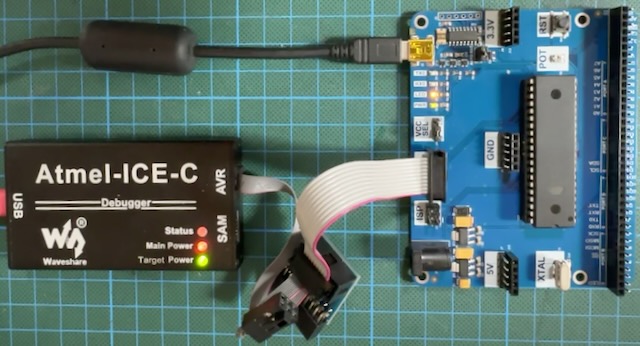 Atmel-ICE-C
Debugger
USB
AVR
SAM
Status
Main Power
Target Power
®
Waveshare
3.3V
RST
POT
VCC
SEL
GND
ISP
5V
XTAL